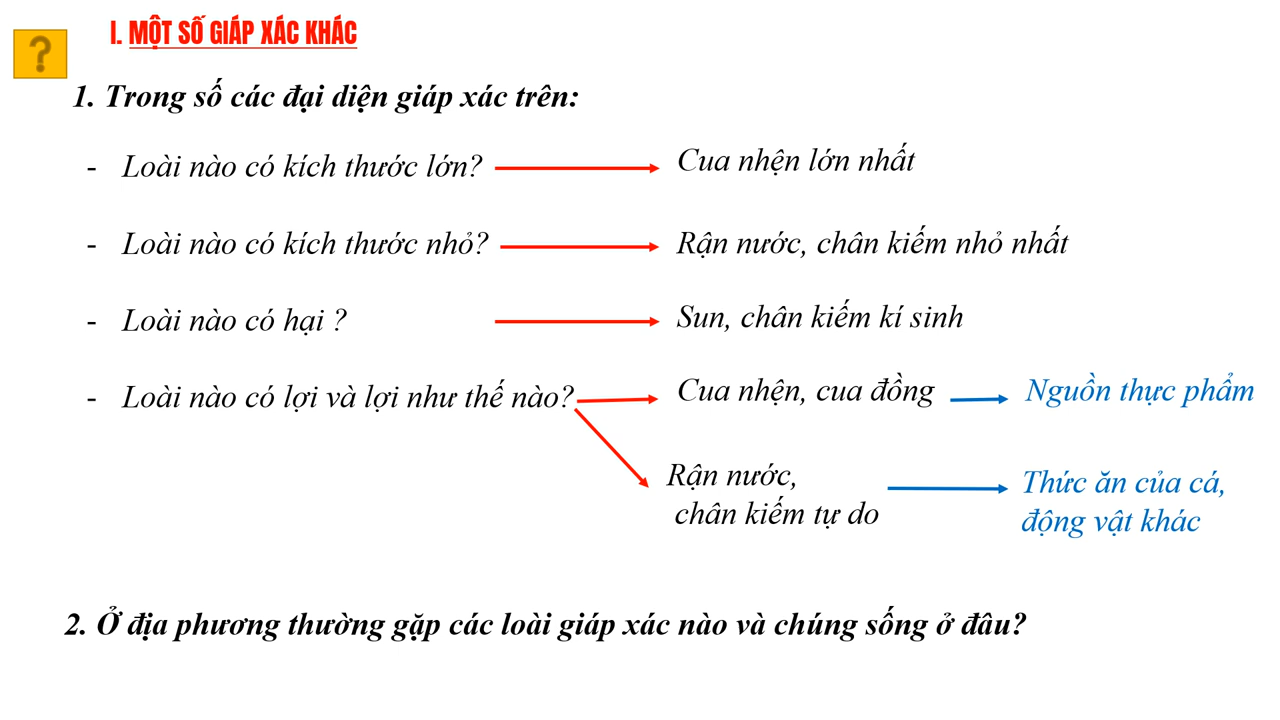 ?
I. MỘT SỐ GIÁP XÁC KHÁC
1. Trong số các đại diện giáp xác trên:
- Loài nào có kích thước lớn? Cua nhện lớn nhất
- Loài nào có kích thước nhỏ? Rận nước, chân kiếm nhỏ nhất
- Loài nào có hại ? Sun, chân kiếm kí sinh
- Loài nào có lợi và lợi như thế nào? Cua nhện, cua đồng Nguồn thực phẩm
Rận nước, Thức ăn của cá,
chân kiếm tự do động vật khác
2. Ở địa phương thường gặp các loài giáp xác nào và chúng sống ở đâu?